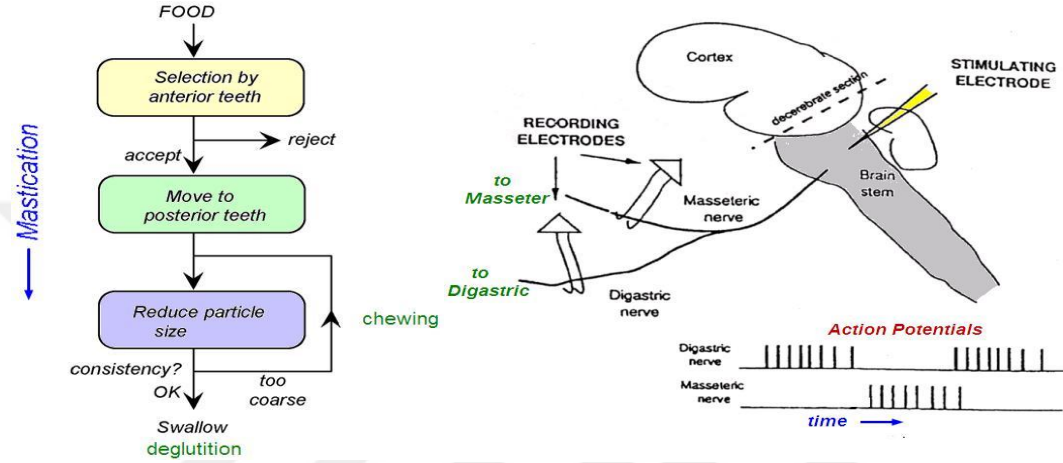 FOOD
Selection by
anterior teeth
reject
accept
Move to
posterior teeth
Mastication
Reduce particle
size
chewing
consistency?
OK
too
coarse
Swallow
deglutition
Cortex
decerebrate section
STIMULATING
ELECTRODE
RECORDING
ELECTRODES
to
Masseter
Masseteric
nerve
Brain
stem
to
Digastric
Digastric
nerve
Action Potentials
Digastric
nerve
Masseteric
nerve
time